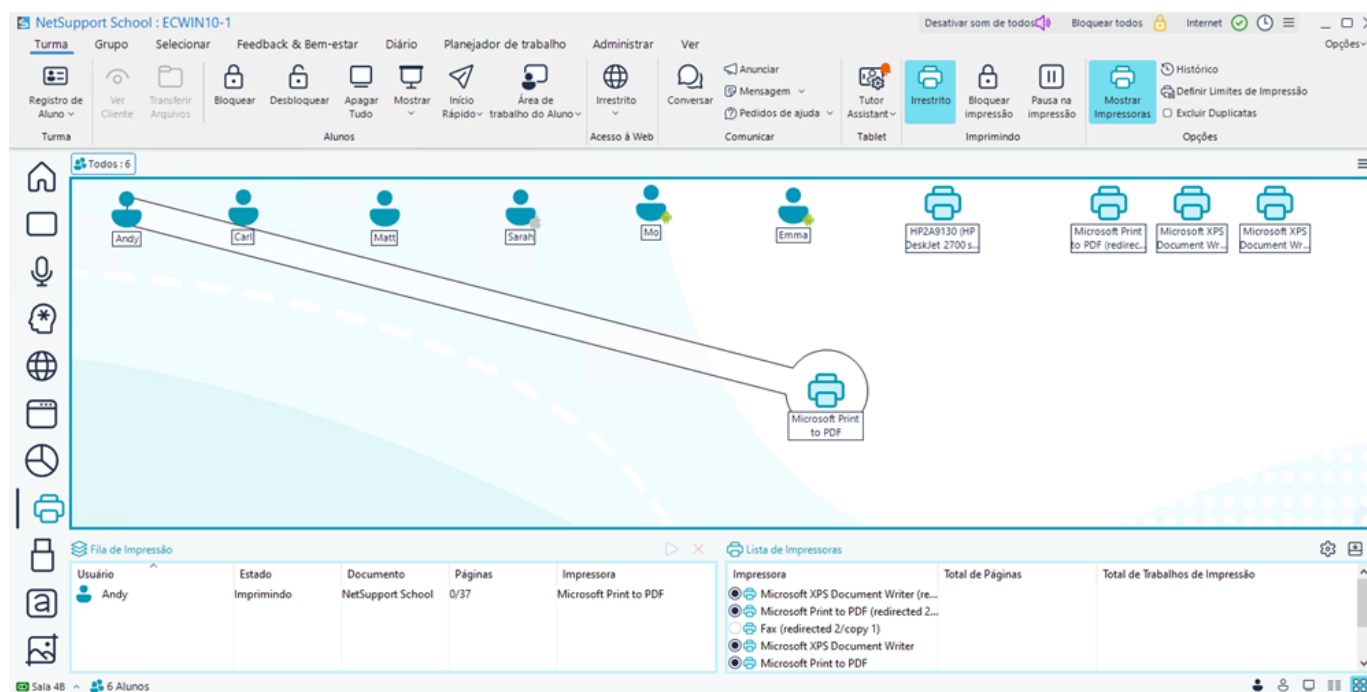 NetSupport School : ECWIN10-1
Desativar som de todos
Bloquear todos
Internet
Turma Grupo Selecionar Feedback & Bem-estar Diário Planejador de trabalho Administrar Ver
Opções
Registro de Aluno
Ver Cliente
Transferir Arquivos
Bloquear
Desbloquear
Apagar Tudo
Mostrar
Início Rápido
Área de trabalho do Aluno
Irrestrito
Conversar
Anunciar
Mensagem
Pedidos de ajuda
Tutor Assistant
Irrestrito
Bloquear impressão
Pausa na impressão
Mostrar Impressoras
Histórico
Definir Limites de Impressão
Excluir Duplicatas
Turma
Alunos
Acesso à Web
Comunicar
Tablet
Imprimindo
Opções
Todos : 6
Andy
Carl
Matt
Sarah
Mo
Emma
HP2A9130 (HP
DeskJet 2700 s...
Microsoft Print
to PDF (redirec...
Microsoft XPS
Document Wr...
Microsoft XPS
Document Wr...
Microsoft Print
to PDF
Fila de Impressão
Usuário Estado Documento Páginas Impressora
Andy Imprimindo NetSupport School 0/37 Microsoft Print to PDF
Lista de Impressoras
Impressora Total de Páginas Total de Trabalhos de Impressão
Microsoft XPS Document Writer (re...
Microsoft Print to PDF (redirected 2...
Fax (redirected 2/copy 1)
Microsoft XPS Document Writer
Microsoft Print to PDF
Sala 48
6 Alunos